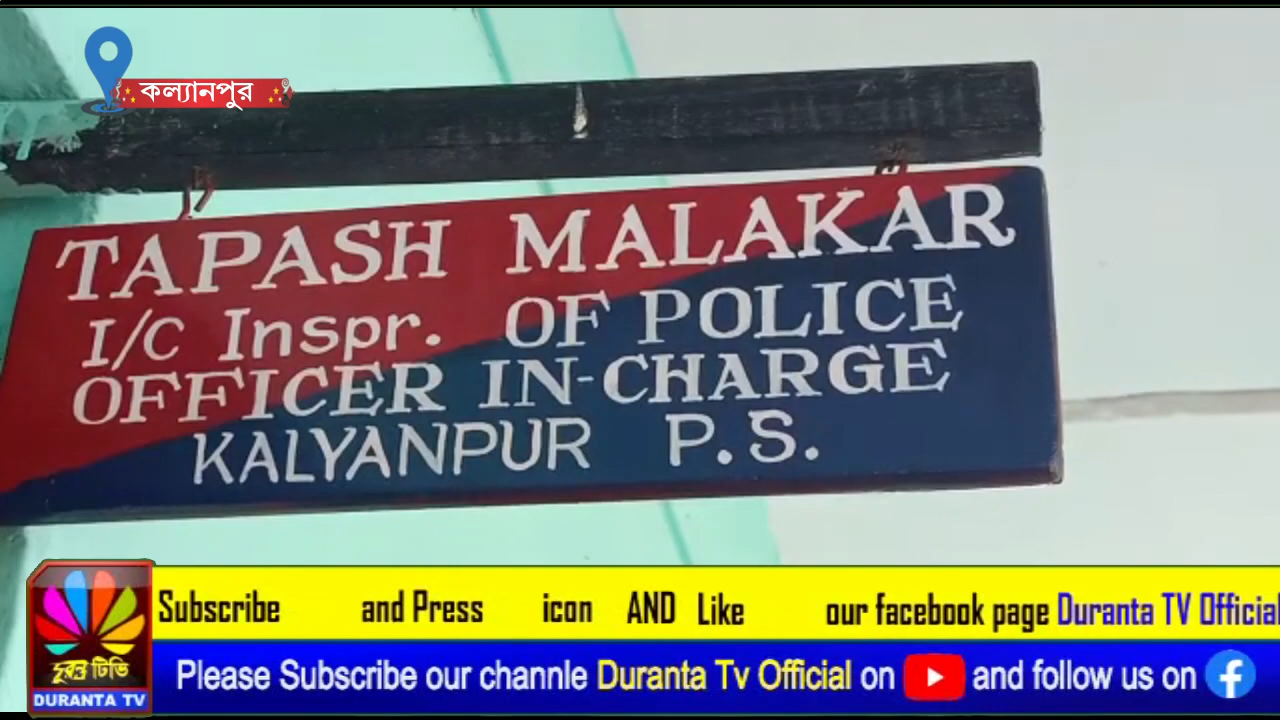 কল্যানপুর
TAPASH MALAKAR
I/C Inspr. OF POLICE
OFFICER IN-CHARGE
KALYANPUR P.S.
Subscribe and Press icon AND Like our facebook page Duranta TV Official
দুরন্ত টিভি
DURANTA TV
Please Subscribe our channle Duranta Tv Official on and follow us on